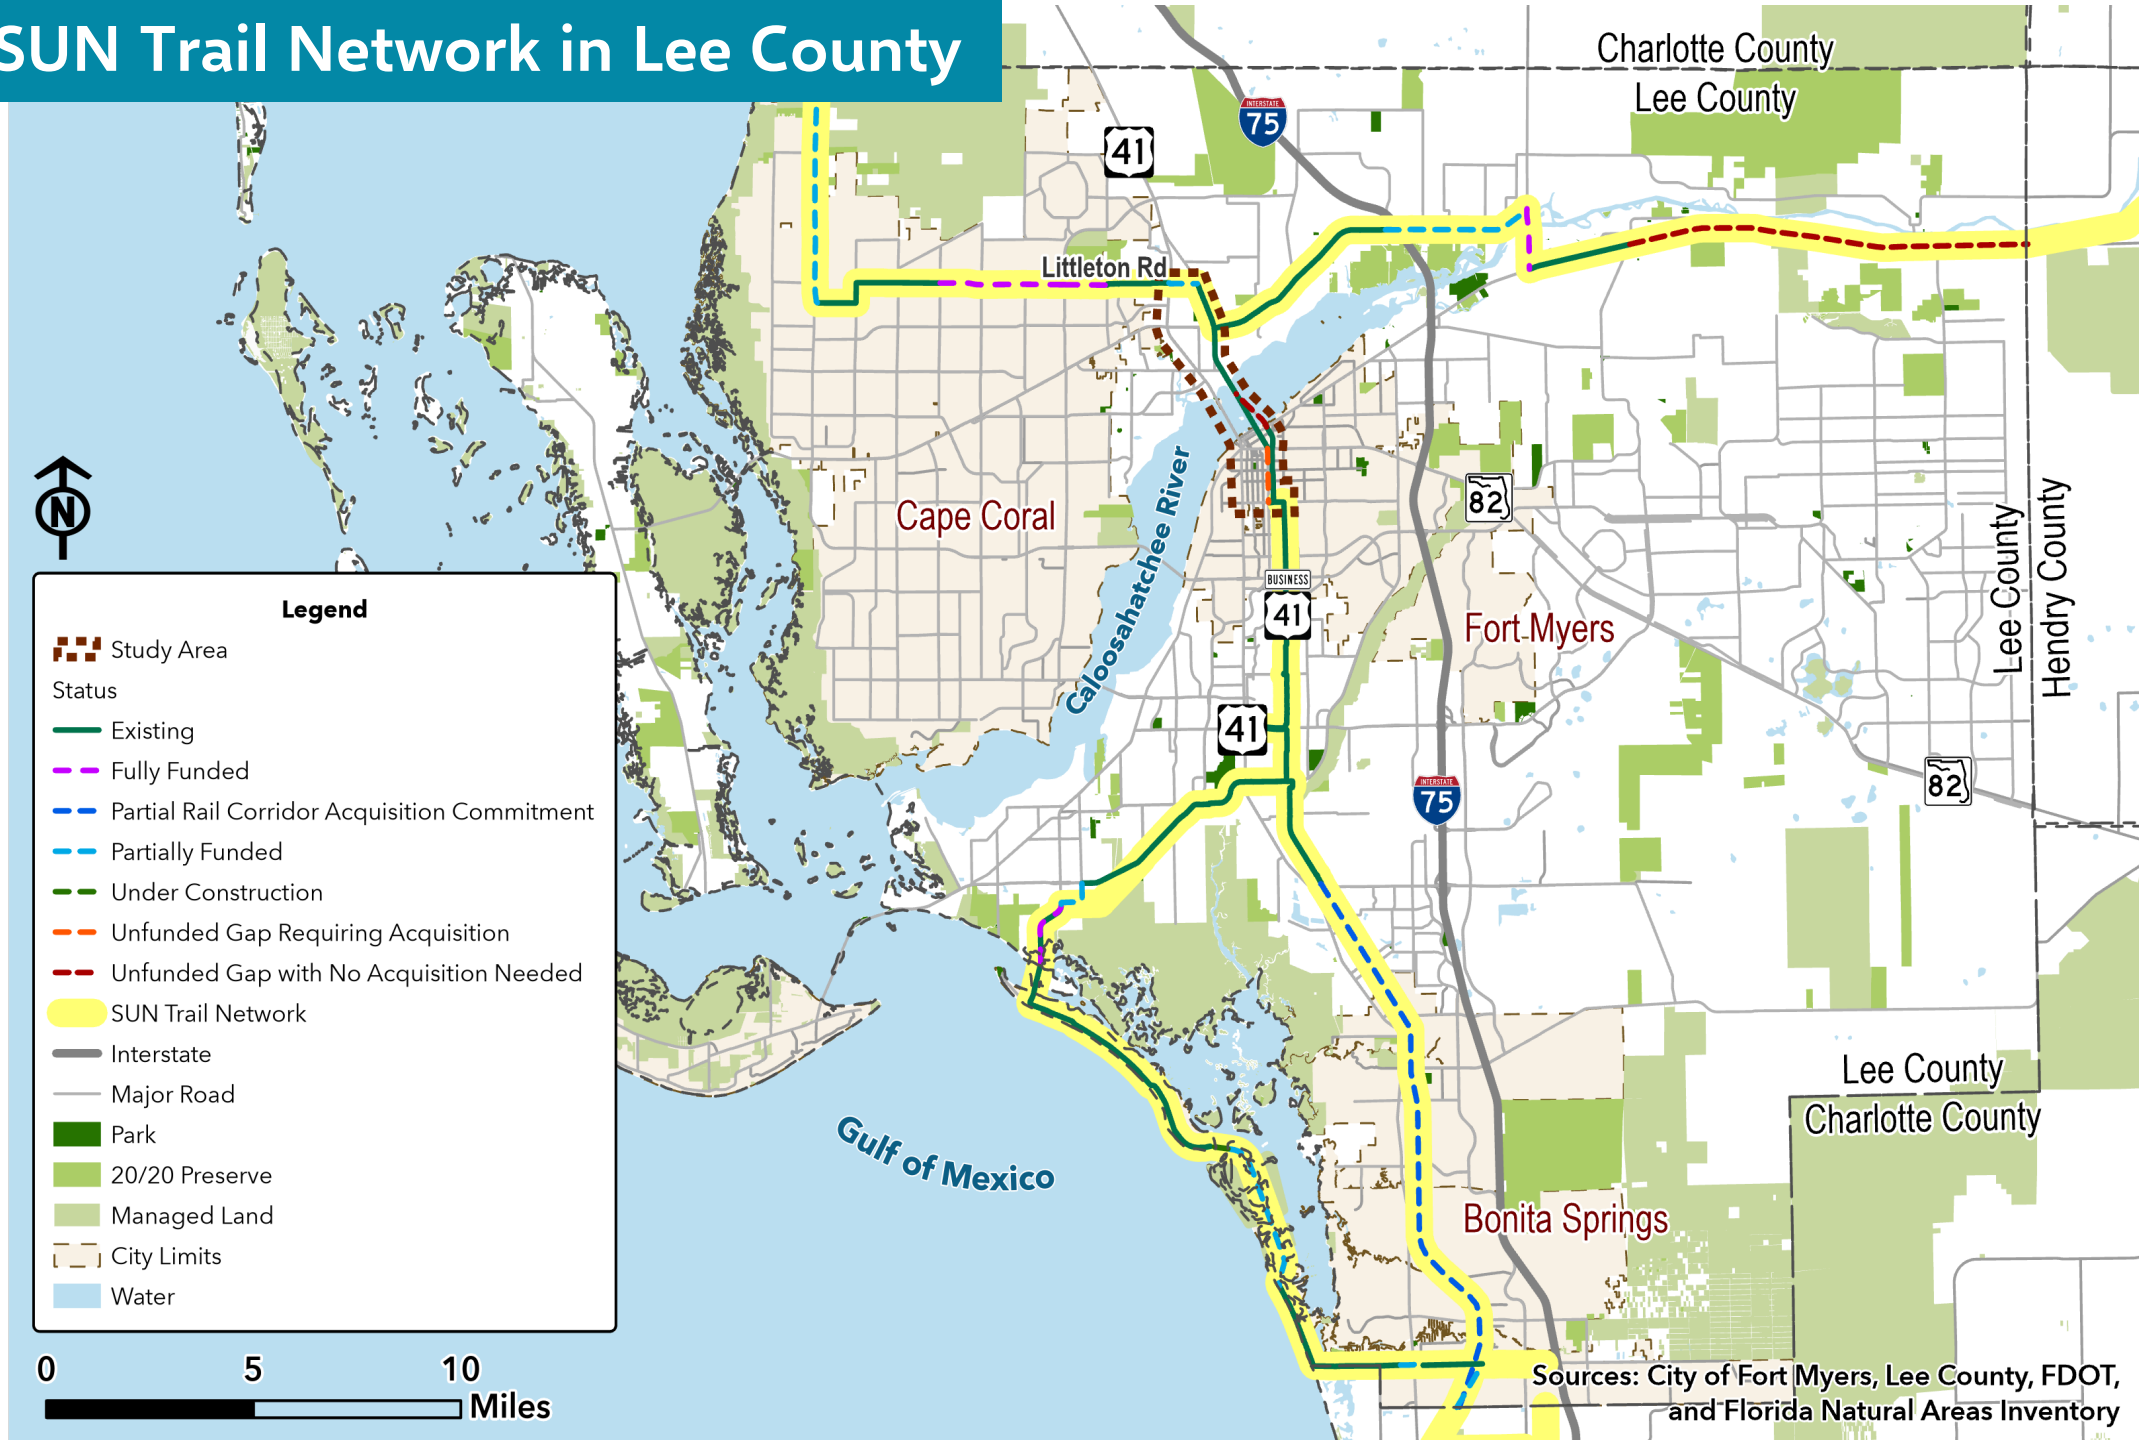 SUN Trail Network in Lee County
Charlotte County
Lee County
INTERSTATE
75
41
Littleton Rd
Caloosahatchee River
Cape Coral
82
Lee County
Hendry County
BUSINESS
41
Fort Myers
41
INTERSTATE
75
82
N
Legend
Study Area
Status
Existing
Fully Funded
Partial Rail Corridor Acquisition Commitment
Partially Funded
Under Construction
Unfunded Gap Requiring Acquisition
Unfunded Gap with No Acquisition Needed
SUN Trail Network
Interstate
Major Road
Park
20/20 Preserve
Managed Land
City Limits
Water
Lee County
Charlotte County
Gulf of Mexico
Bonita Springs
0 5 10
Miles
Sources: City of Fort Myers, Lee County, FDOT,
and Florida Natural Areas Inventory